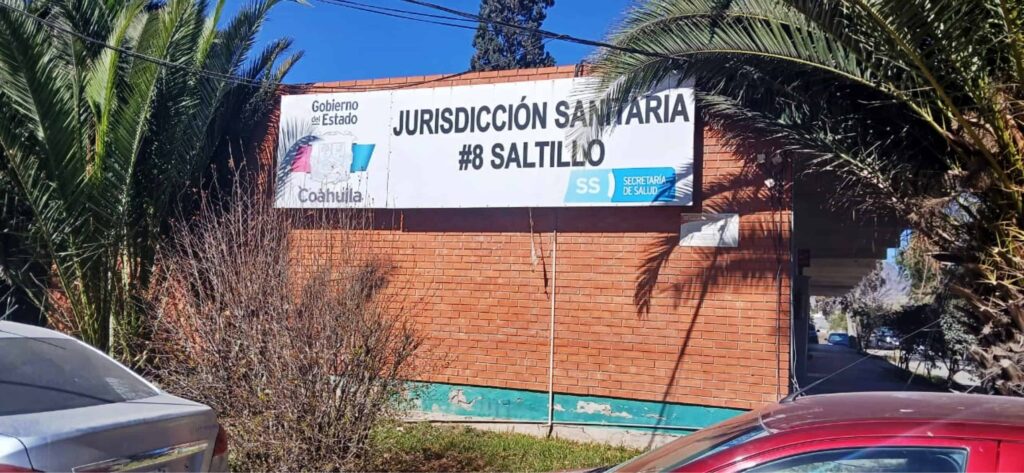 Gobierno
del Estado
Coahuila
JURISDICCIÓN SANITARIA
#8 SALTILLO
SS
SECRETARÍA
DE SALUD